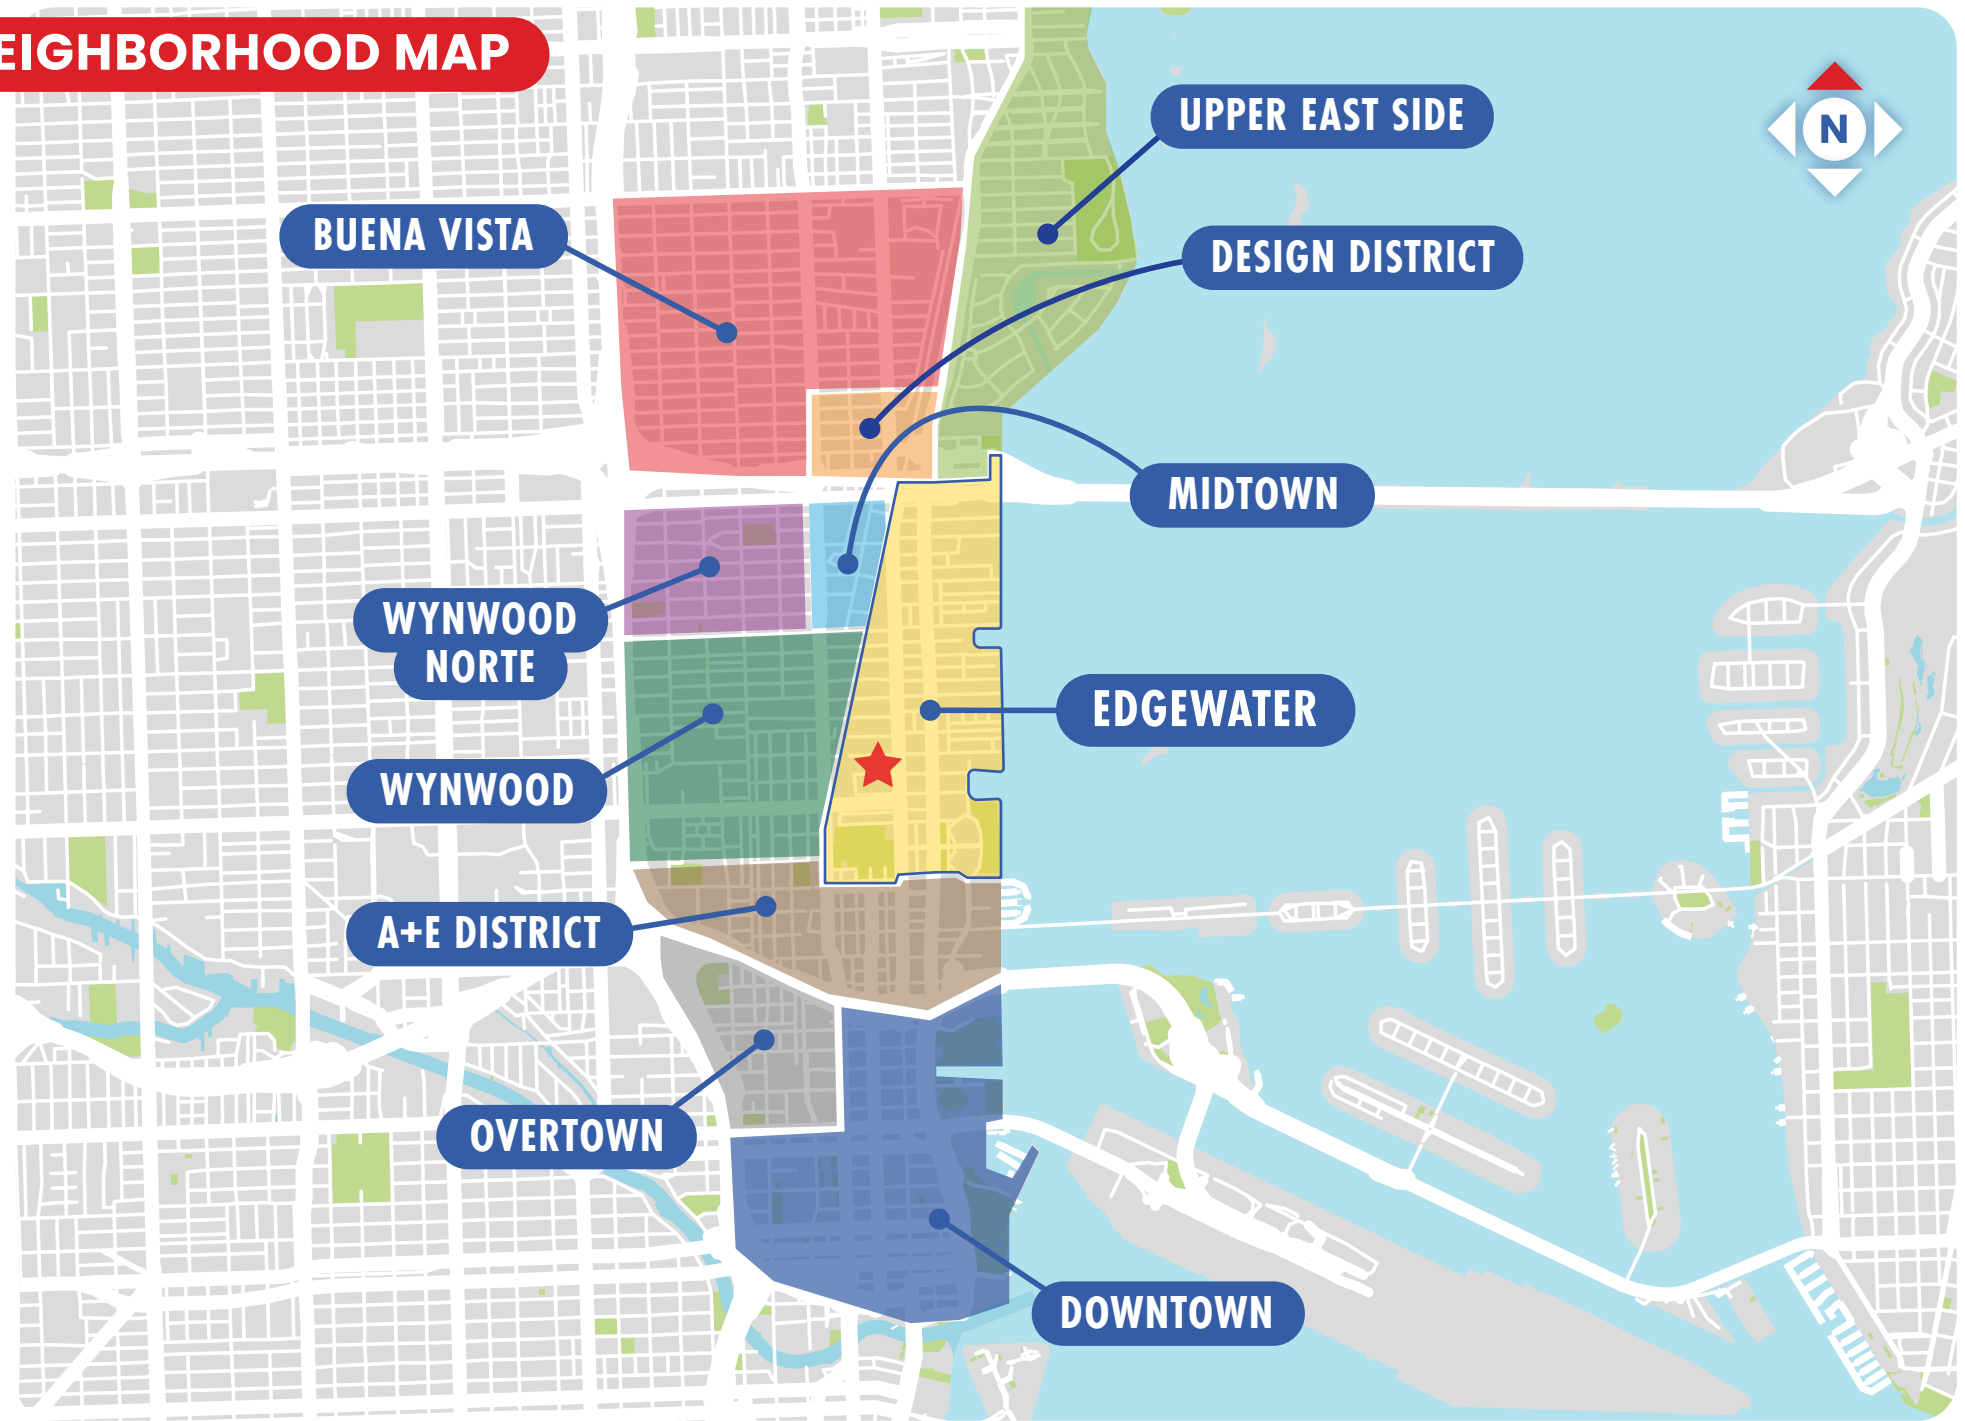 EIGHBORHOOD MAP
UPPER EAST SIDE
N
BUENA VISTA
DESIGN DISTRICT
MIDTOWN
WYNWOOD
NORTE
EDGEWATER
WYNWOOD
A+E DISTRICT
OVERTOWN
DOWNTOWN